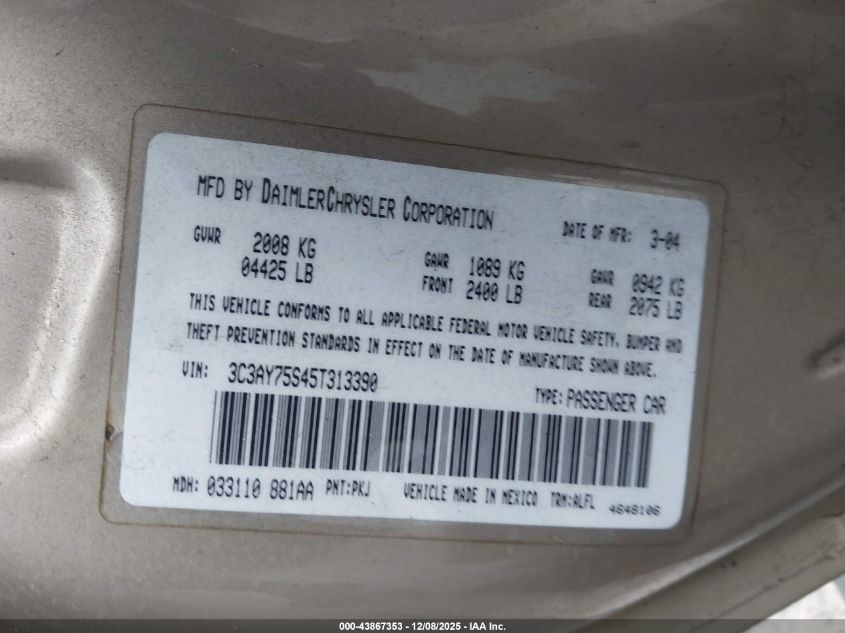 MFD BY DAIMLERCHRYSLER CORPORATION
DATE OF MFR: 3-04
GVWR 2008 KG
04425 LB
GAWR FRONT 1089 KG
2400 LB
GAWR REAR 0942 KG
2075 LB
THIS VEHICLE CONFORMS TO ALL APPLICABLE FEDERAL MOTOR VEHICLE SAFETY, BUMPER AND
THEFT PREVENTION STANDARDS IN EFFECT ON THE DATE OF MANUFACTURE SHOWN ABOVE.
VIN: 3C3AY75S45T313390
TYPE: PASSENGER CAR
MDH: 033110 881AA PNT:PKJ VEHICLE MADE IN MEXICO TRM:ALFL 4648106
000-43867353 - 12/08/2025 - IAA Inc.